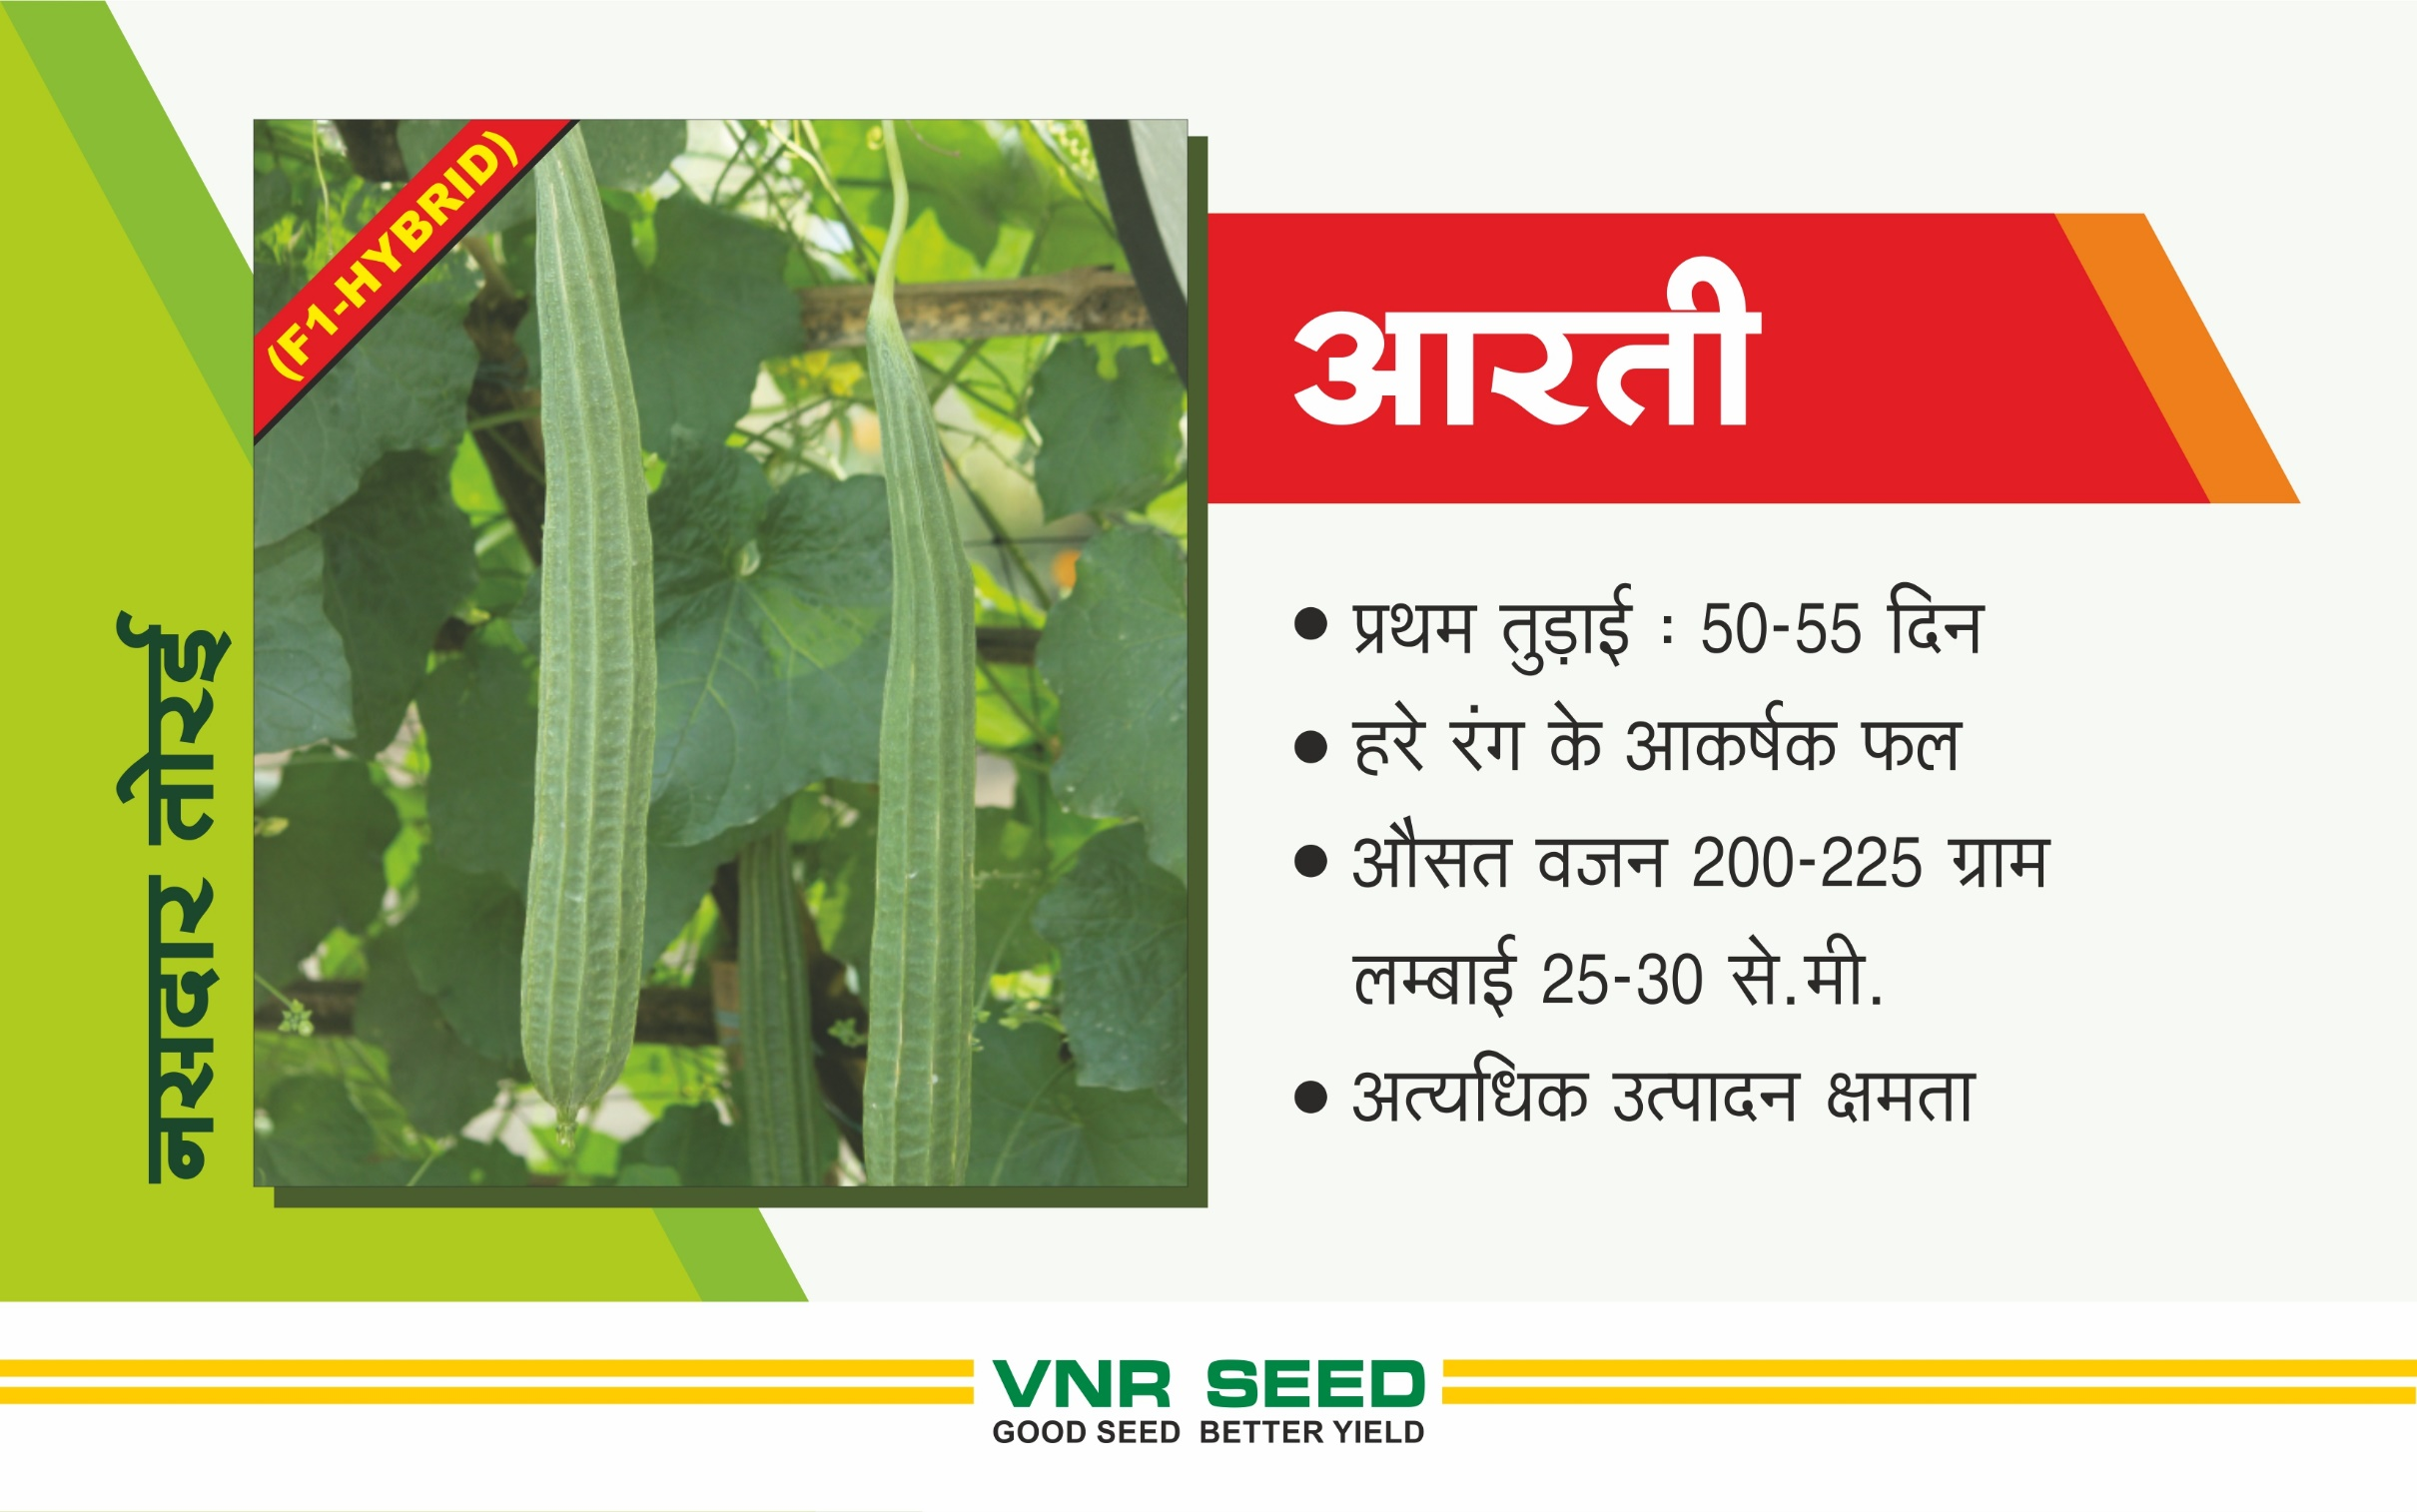 नसदार तोरई
(F1-HYBRID)
आरती
● प्रथम तुड़ाई : 50-55 दिन
● हरे रंग के आकर्षक फल
● औसत वजन 200-225 ग्राम
लम्बाई 25-30 से.मी.
● अत्यधिक उत्पादन क्षमता
VNR SEED
GOOD SEED BETTER YIELD